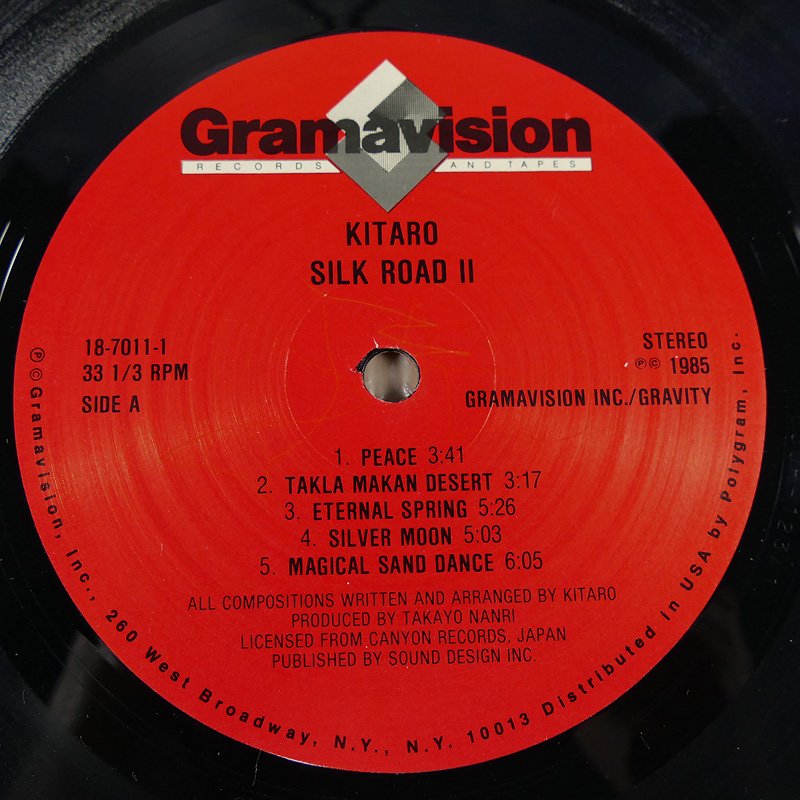 Gramavision
RECORDS AND TAPES
KITARO
SILK ROAD II
18-7011-1
33 1/3 RPM
SIDE A
STEREO
℗© 1985
GRAMAVISION INC./GRAVITY
1. PEACE 3:41
2. TAKLA MAKAN DESERT 3:17
3. ETERNAL SPRING 5:26
4. SILVER MOON 5:03
5. MAGICAL SAND DANCE 6:05
ALL COMPOSITIONS WRITTEN AND ARRANGED BY KITARO
PRODUCED BY TAKAYO NANRI
LICENSED FROM CANYON RECORDS, JAPAN
PUBLISHED BY SOUND DESIGN INC.
℗©Gramavision, Inc., 260 West Broadway, N.Y., N.Y. 10013 Distributed in USA by Polygram, Inc.